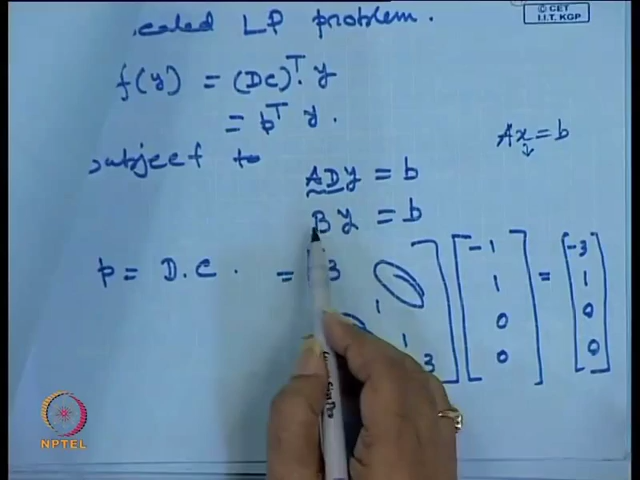 © CET
I.I.T. KGP
scaled LP problem.
f(y) = (DC)ᵀ. y
= pᵀ y.
subject to
Ax = b
ADy = b
By = b
p = D.C. = [3 1 1 3] [-1 1 0 0] = [-3 1 0 0]
NPTEL